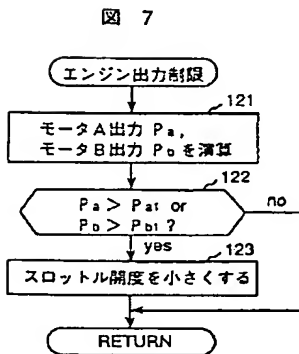 図 7
エンジン出力制限
121
モータA出力 Pa,
モータB出力 Pb を演算
122
Pa > Pa1 or
Pb > Pb1 ?
no
yes
123
スロットル開度を小さくする
RETURN